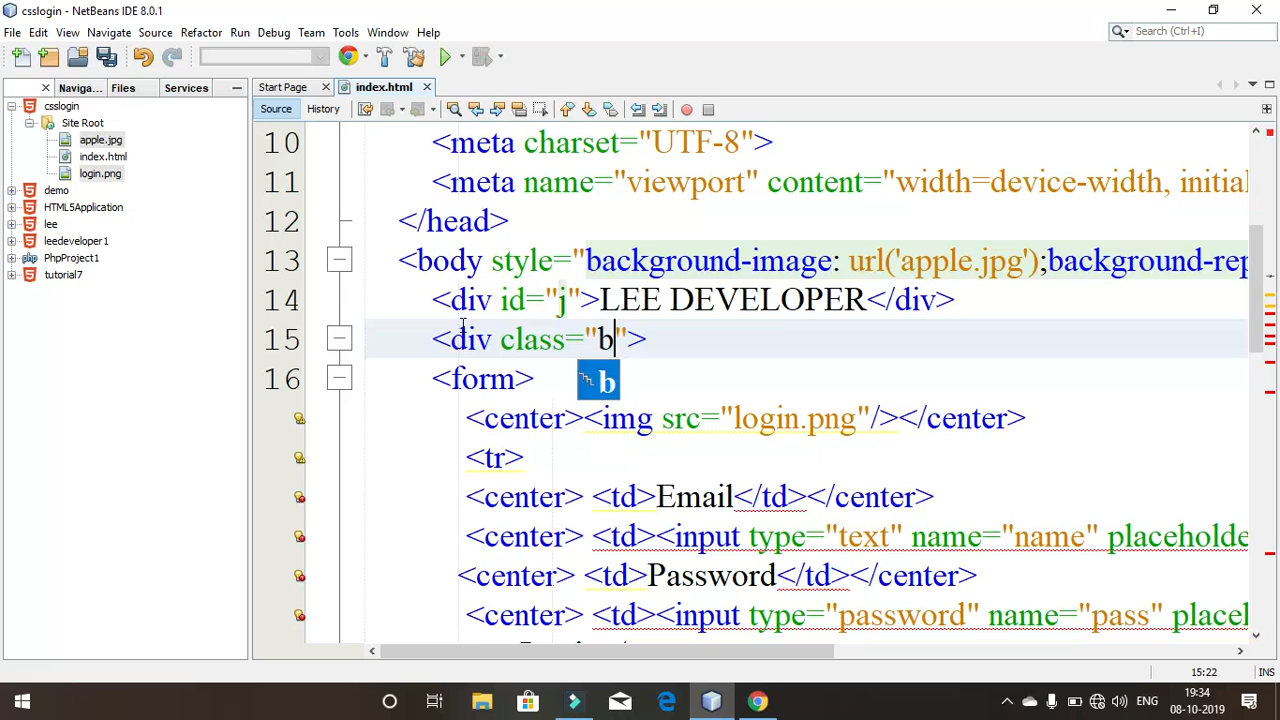 csslogin - NetBeans IDE 8.0.1
File Edit View Navigate Source Refactor Run Debug Team Tools Window Help
Search (Ctrl+I)
Naviga... Files Services
Start Page index.html
Source History
csslogin
Site Root
apple.jpg
index.html
login.png
demo
HTML5Application
lee
leedeveloper1
PhpProject1
tutorial7
10 <meta charset="UTF-8">
11 <meta name="viewport" content="width=device-width, initial
12 </head>
13 <body style="background-image: url('apple.jpg');background-rep
14 <div id="j">LEE DEVELOPER</div>
15 <div class="b">
16 <form>
b
<center><img src="login.png"/></center>
<tr>
<center> <td>Email</td></center>
<center> <td><input type="text" name="name" placeholde
<center> <td>Password</td></center>
<center> <td><input type="password" name="pass" placel
15:22 INS
ENG
19:34
08-10-2019